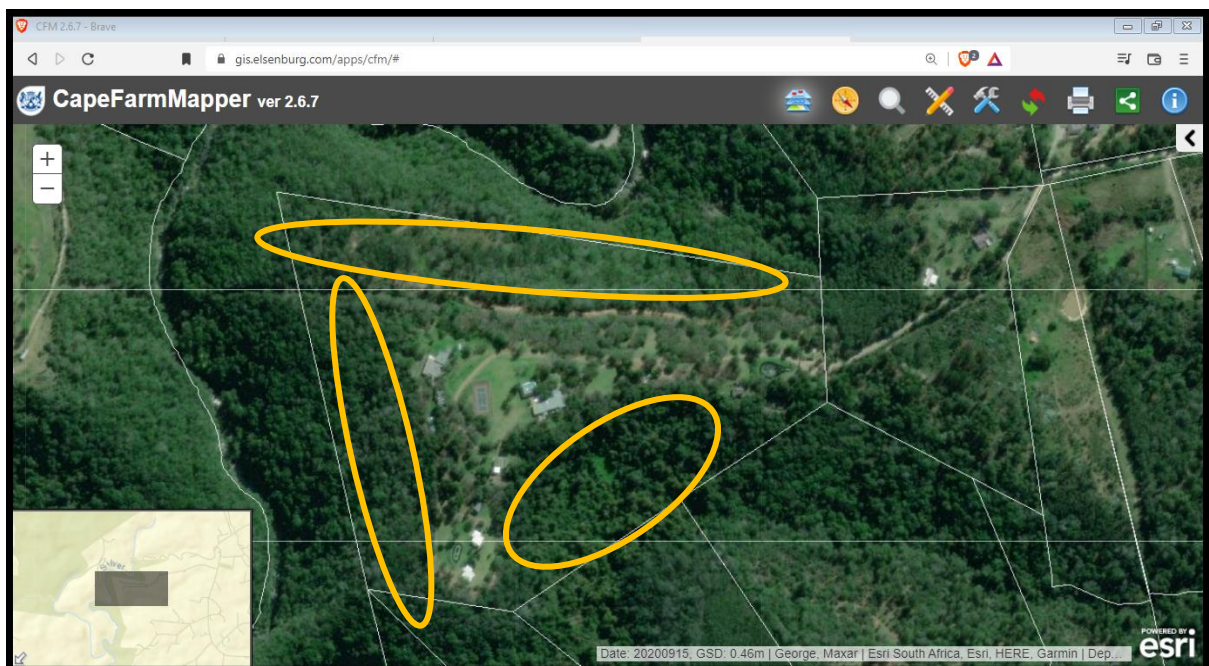 CFM 2.6.7 - Brave
gis.elsenburg.com/apps/cfm/#
2
CapeFarmMapper ver 2.6.7
+
−
Date: 20200915, GSD: 0.46m | George, Maxar | Esri South Africa, Esri, HERE, Garmin | Dep...
POWERED BY
esri